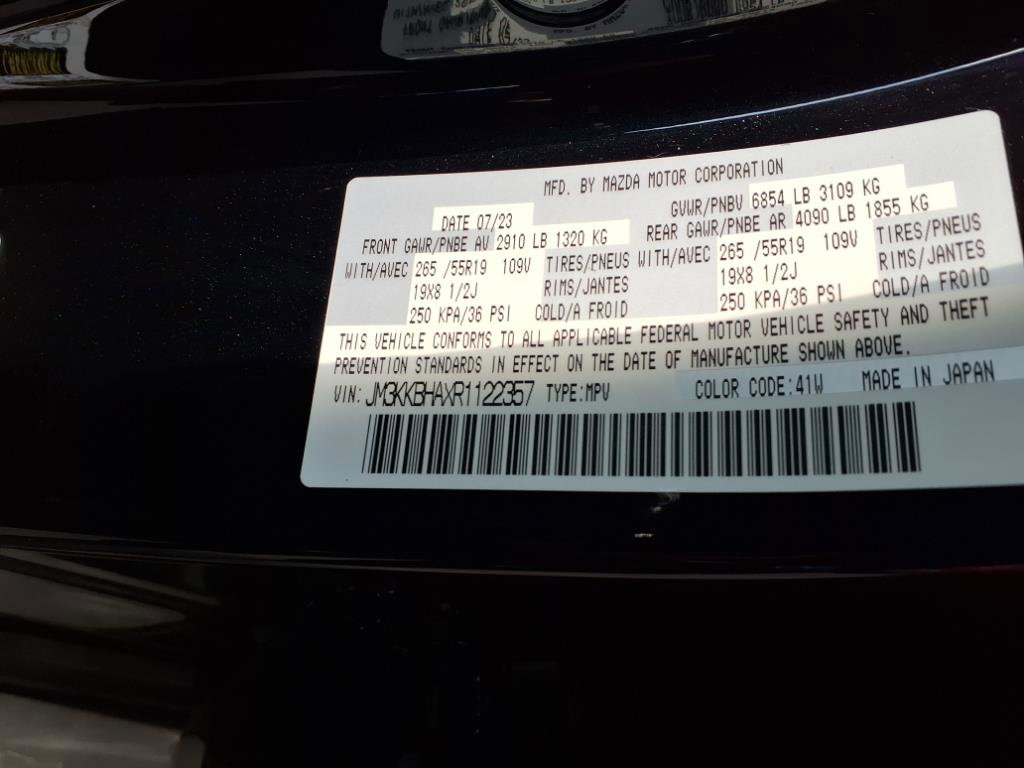 MFD. BY MAZDA MOTOR CORPORATION
DATE 07/23 GVWR/PNBV 6854 LB 3109 KG
FRONT GAWR/PNBE AV 2910 LB 1320 KG REAR GAWR/PNBE AR 4090 LB 1855 KG
WITH/AVEC 265 /55R19 109V TIRES/PNEUS WITH/AVEC 265 /55R19 109V TIRES/PNEUS
19X8 1/2J RIMS/JANTES 19X8 1/2J RIMS/JANTES
250 KPA/36 PSI COLD/A FROID 250 KPA/36 PSI COLD/A FROID
THIS VEHICLE CONFORMS TO ALL APPLICABLE FEDERAL MOTOR VEHICLE SAFETY AND THEFT
PREVENTION STANDARDS IN EFFECT ON THE DATE OF MANUFACTURE SHOWN ABOVE.
VIN: JM3KKBHAXR1122357 TYPE:MPV COLOR CODE:41W MADE IN JAPAN